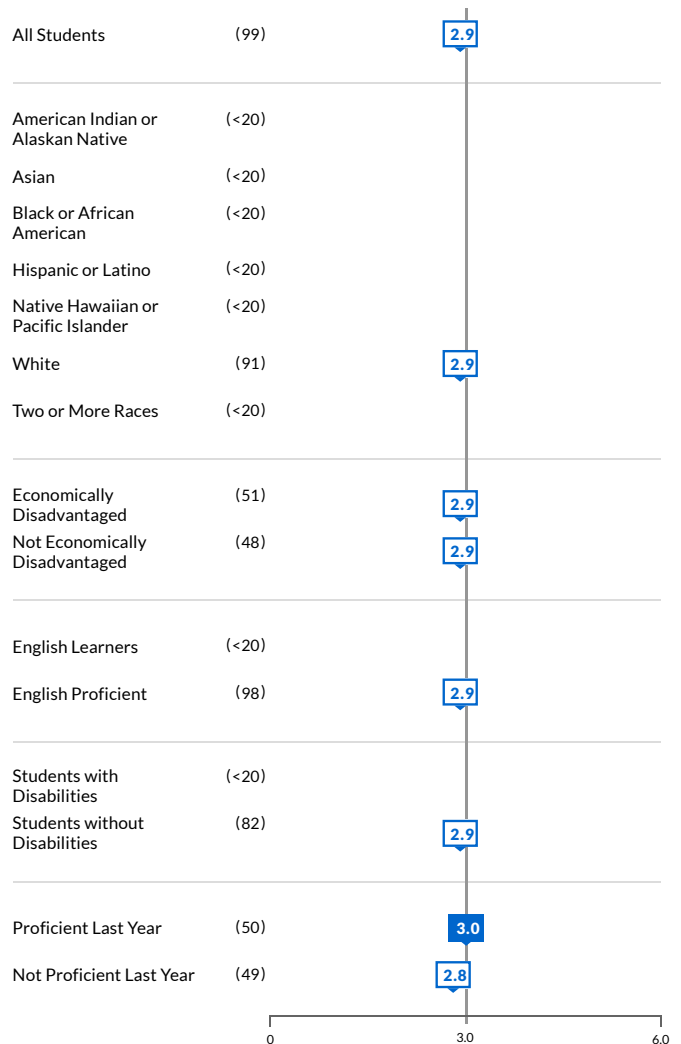 All Students (99) 2.9
American Indian or (<20)
Alaskan Native
Asian (<20)
Black or African (<20)
American
Hispanic or Latino (<20)
Native Hawaiian or (<20)
Pacific Islander
White (91) 2.9
Two or More Races (<20)
Economically (51) 2.9
Disadvantaged
Not Economically (48) 2.9
Disadvantaged
English Learners (<20)
English Proficient (98) 2.9
Students with (<20)
Disabilities
Students without (82) 2.9
Disabilities
Proficient Last Year (50) 3.0
Not Proficient Last Year (49) 2.8
0 3.0 6.0